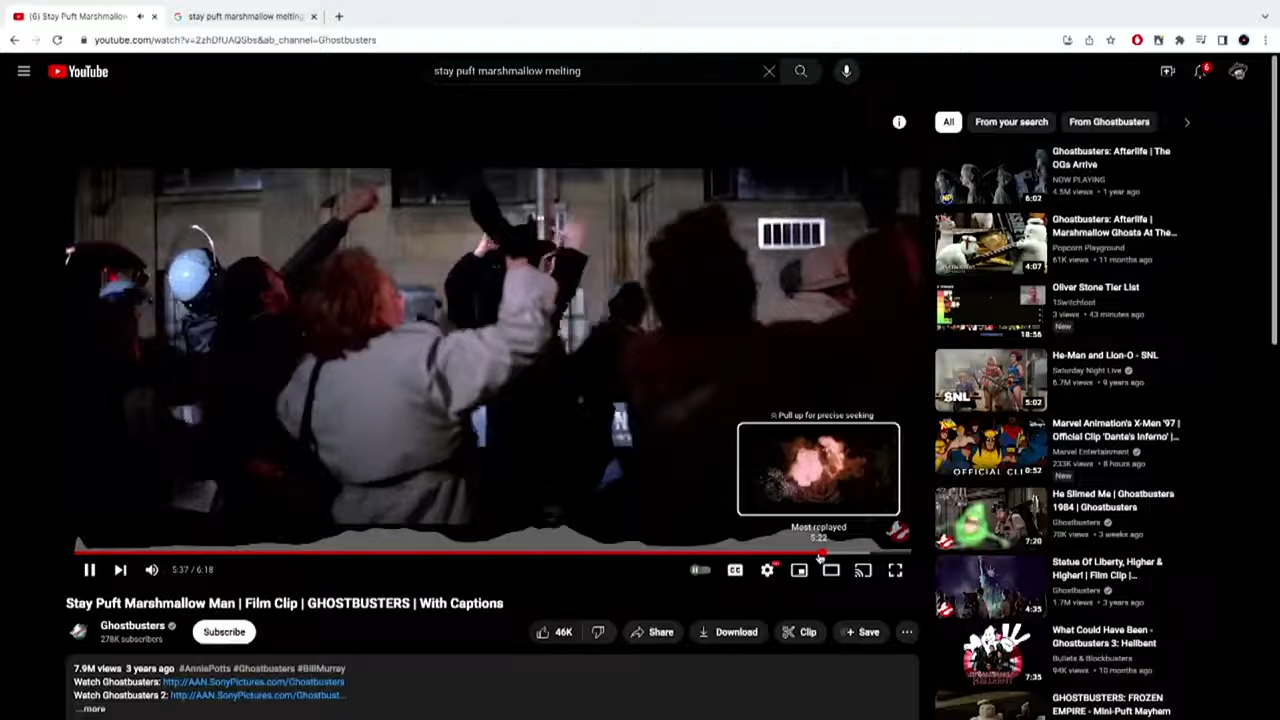 (6) Stay Puft Marshmallow
stay puft marshmallow melting
youtube.com/watch?v=2zhDfUAQSbs&ab_channel=Ghostbusters
YouTube
stay puft marshmallow melting
6
All
From your search
From Ghostbusters
Ghostbusters: Afterlife | The
OGs Arrive
NOW PLAYING
4.5M views • 1 year ago
6:02
Ghostbusters: Afterlife |
Marshmallow Ghosts At The...
Popcorn Playground
61K views • 11 months ago
4:07
Oliver Stone Tier List
1Switchfoot
3 views • 43 minutes ago
New
18:56
He-Man and Lion-O - SNL
Saturday Night Live
6.7M views • 9 years ago
SNL
5:02
Marvel Animation's X-Men '97 |
Official Clip 'Dante's Inferno' |...
Marvel Entertainment
233K views • 8 hours ago
New
OFFICIAL CLI
0:52
He Slimed Me | Ghostbusters
1984 | Ghostbusters
Ghostbusters
70K views • 3 weeks ago
7:20
Statue Of Liberty, Higher &
Higher! | Film Clip |...
Ghostbusters
1.7M views • 3 years ago
4:35
What Could Have Been -
Ghostbusters 3: Hellbent
Bullets & Blockbusters
94K views • 10 months ago
7:35
GHOSTBUSTERS: FROZEN
EMPIRE - Mini-Puft Mayhem
Pull up for precise seeking
Most replayed
5:22
5:37 / 6:18
CC
Stay Puft Marshmallow Man | Film Clip | GHOSTBUSTERS | With Captions
Ghostbusters
278K subscribers
Subscribe
46K
Share
Download
Clip
Save
7.9M views 3 years ago #AnniePotts #Ghostbusters #BillMurray
Watch Ghostbusters: http://AAN.SonyPictures.com/Ghostbusters
Watch Ghostbusters 2: http://AAN.SonyPictures.com/Ghostbust...
...more